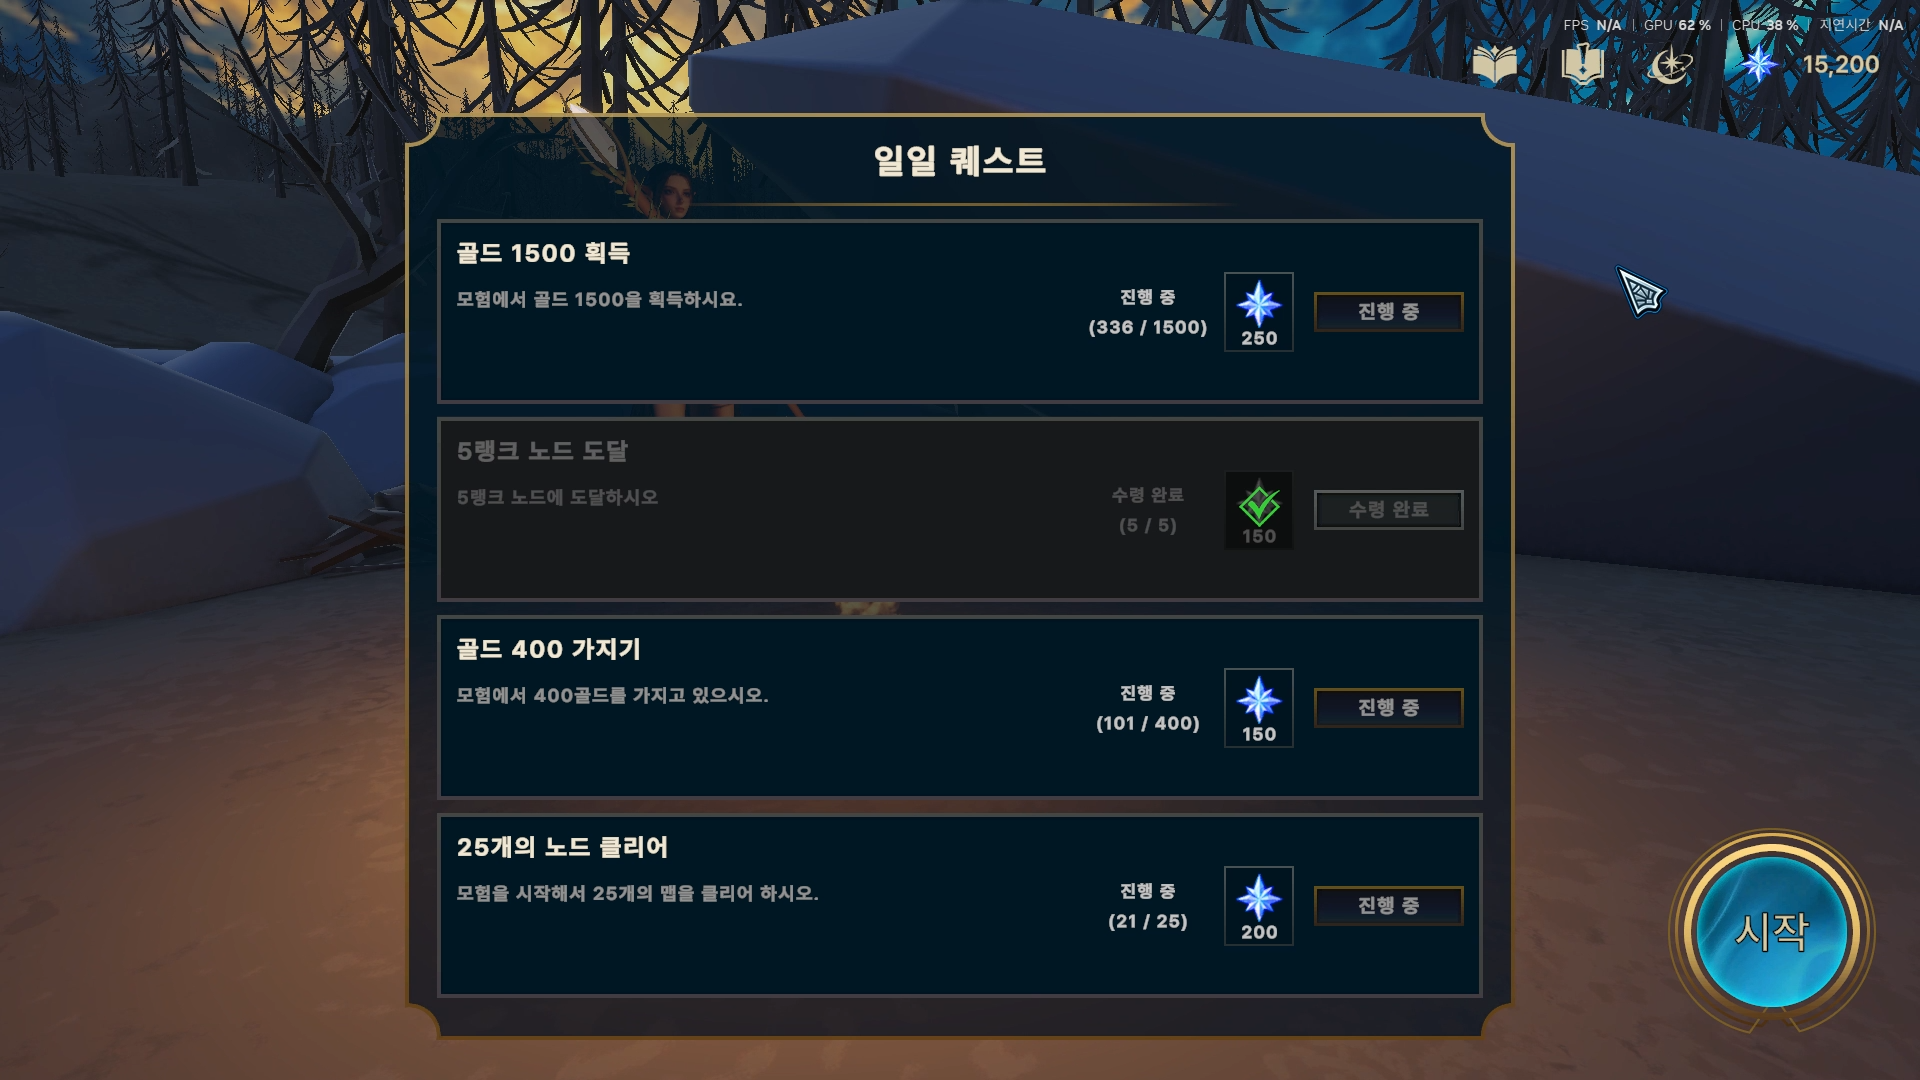 FPS N/A | GPU 62 % | CPU 38 % | 지연시간 N/A
15,200
일일 퀘스트
골드 1500 획득
모험에서 골드 1500을 획득하시요.
진행 중
(336 / 1500)
250
진행 중
5랭크 노드 도달
5랭크 노드에 도달하시오
수령 완료
(5 / 5)
150
수령 완료
골드 400 가지기
모험에서 400골드를 가지고 있으시오.
진행 중
(101 / 400)
150
진행 중
25개의 노드 클리어
모험을 시작해서 25개의 맵을 클리어 하시오.
진행 중
(21 / 25)
200
진행 중
시작